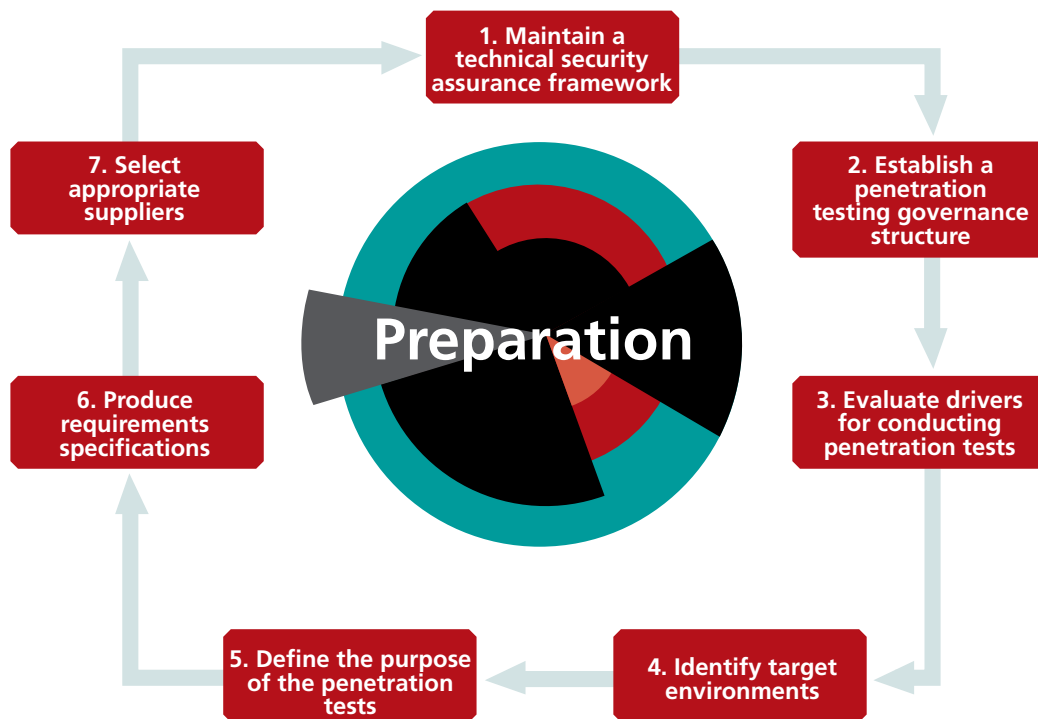 1. Maintain a
technical security
assurance framework
2. Establish a
penetration
testing governance
structure
3. Evaluate drivers
for conducting
penetration tests
4. Identify target
environments
5. Define the purpose
of the penetration
tests
6. Produce
requirements
specifications
7. Select
appropriate
suppliers
Preparation